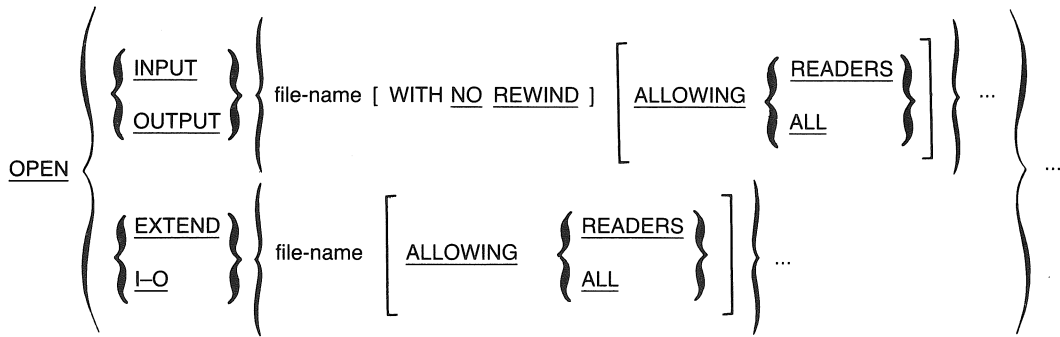 INPUT READERS
OUTPUT file-name [ WITH NO REWIND ] ALLOWING ALL ...
OPEN ...
EXTEND READERS
I–O file-name ALLOWING ALL ...